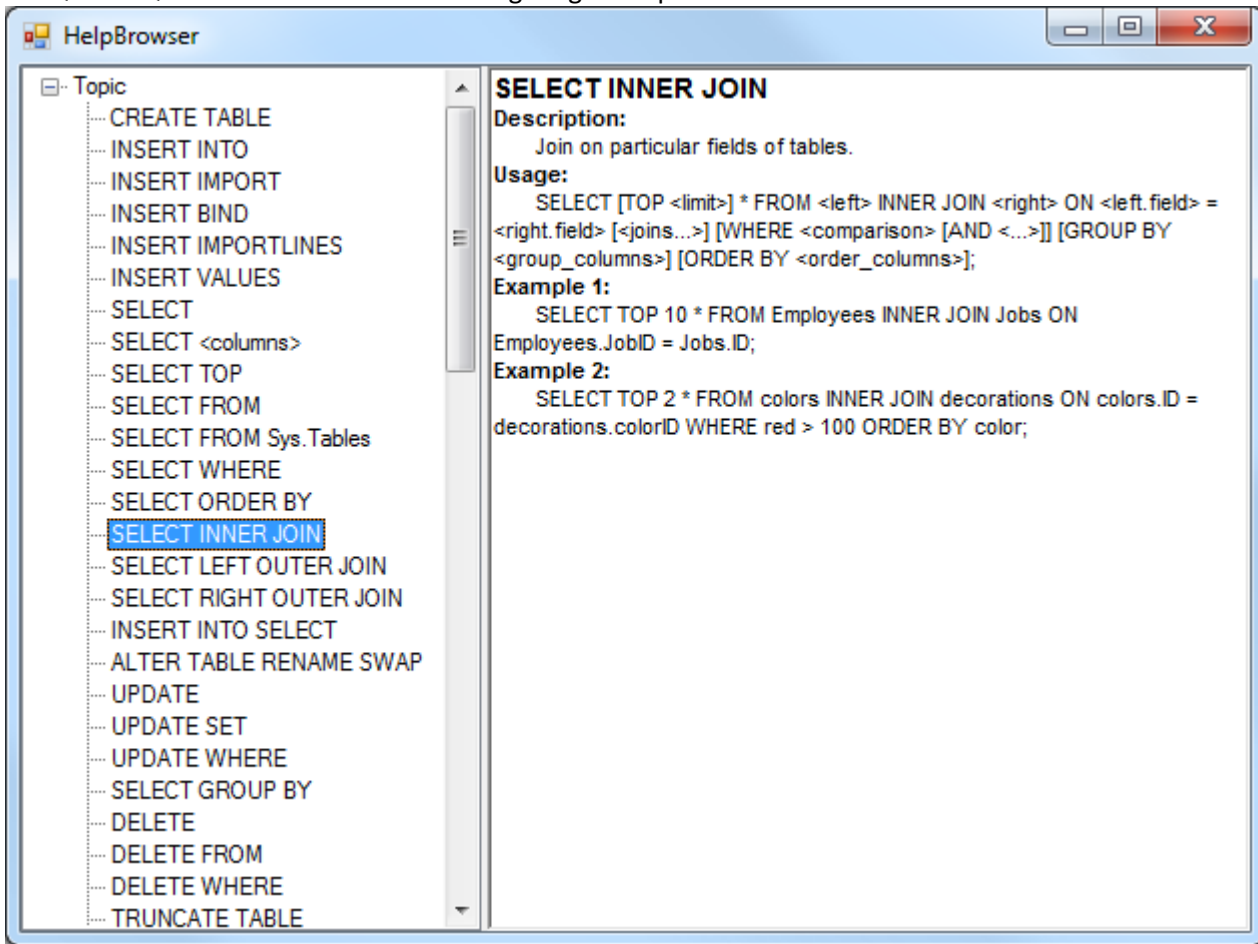 HelpBrowser
Topic
CREATE TABLE
INSERT INTO
INSERT IMPORT
INSERT BIND
INSERT IMPORTLINES
INSERT VALUES
SELECT
SELECT <columns>
SELECT TOP
SELECT FROM
SELECT FROM Sys.Tables
SELECT WHERE
SELECT ORDER BY
SELECT INNER JOIN
SELECT LEFT OUTER JOIN
SELECT RIGHT OUTER JOIN
INSERT INTO SELECT
ALTER TABLE RENAME SWAP
UPDATE
UPDATE SET
UPDATE WHERE
SELECT GROUP BY
DELETE
DELETE FROM
DELETE WHERE
TRUNCATE TABLE
SELECT INNER JOIN
Description:
Join on particular fields of tables.
Usage:
SELECT [TOP <limit>] * FROM <left> INNER JOIN <right> ON <left.field> =
<right.field> [<joins...>] [WHERE <comparison> [AND <...>]] [GROUP BY
<group_columns>] [ORDER BY <order_columns>];
Example 1:
SELECT TOP 10 * FROM Employees INNER JOIN Jobs ON
Employees.JobID = Jobs.ID;
Example 2:
SELECT TOP 2 * FROM colors INNER JOIN decorations ON colors.ID =
decorations.colorID WHERE red > 100 ORDER BY color;